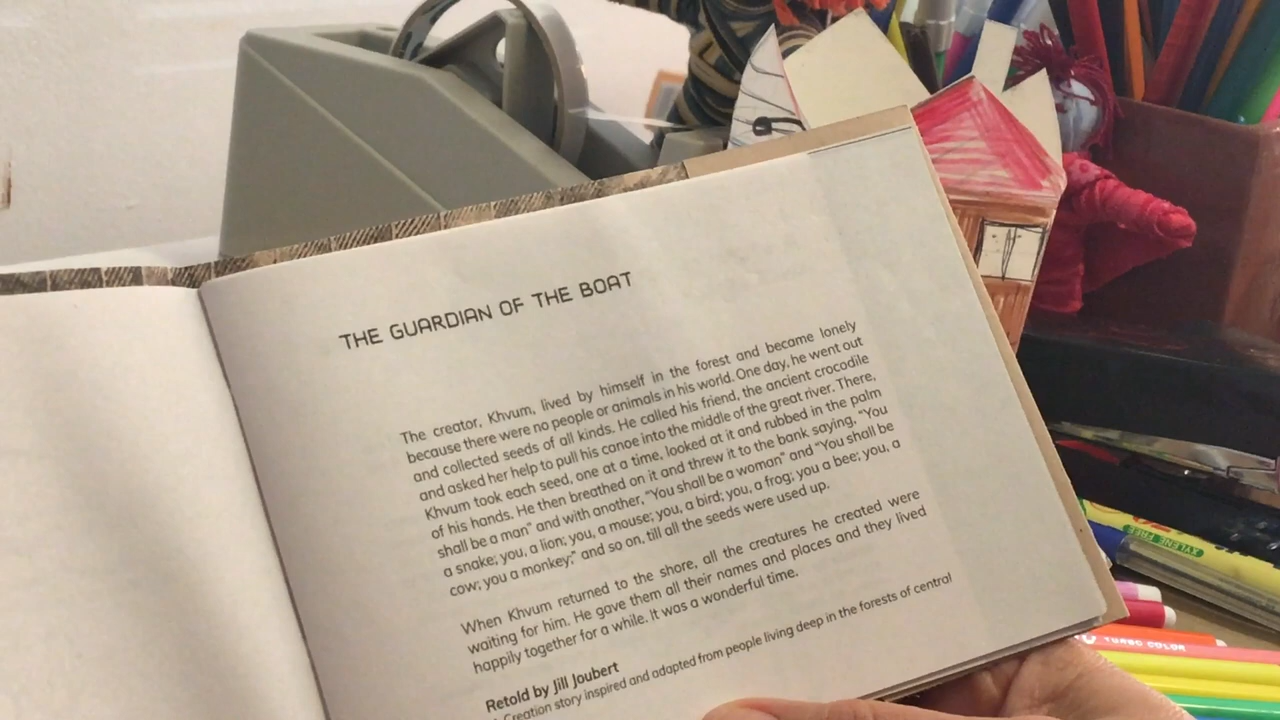 THE GUARDIAN OF THE BOAT
The creator, Khvum, lived by himself in the forest and became lonely
because there were no people or animals in his world. One day, he went out
and collected seeds of all kinds. He called his friend, the ancient crocodile
and asked her help to pull his canoe into the middle of the great river. There,
Khvum took each seed, one at a time, looked at it and rubbed in the palm
of his hands. He then breathed on it and threw it to the bank saying, "You
shall be a man" and with another, "You shall be a woman" and "You shall be
a snake; you, a lion; you, a mouse; you, a bird; you, a frog; you a bee; you, a
cow; you a monkey;" and so on, till all the seeds were used up.
When Khvum returned to the shore, all the creatures he created were
waiting for him. He gave them all their names and places and they lived
happily together for a while. It was a wonderful time.
Retold by Jill Joubert
Creation story inspired and adapted from people living deep in the forests of central
XYLENE FREE
TURBO COLOR